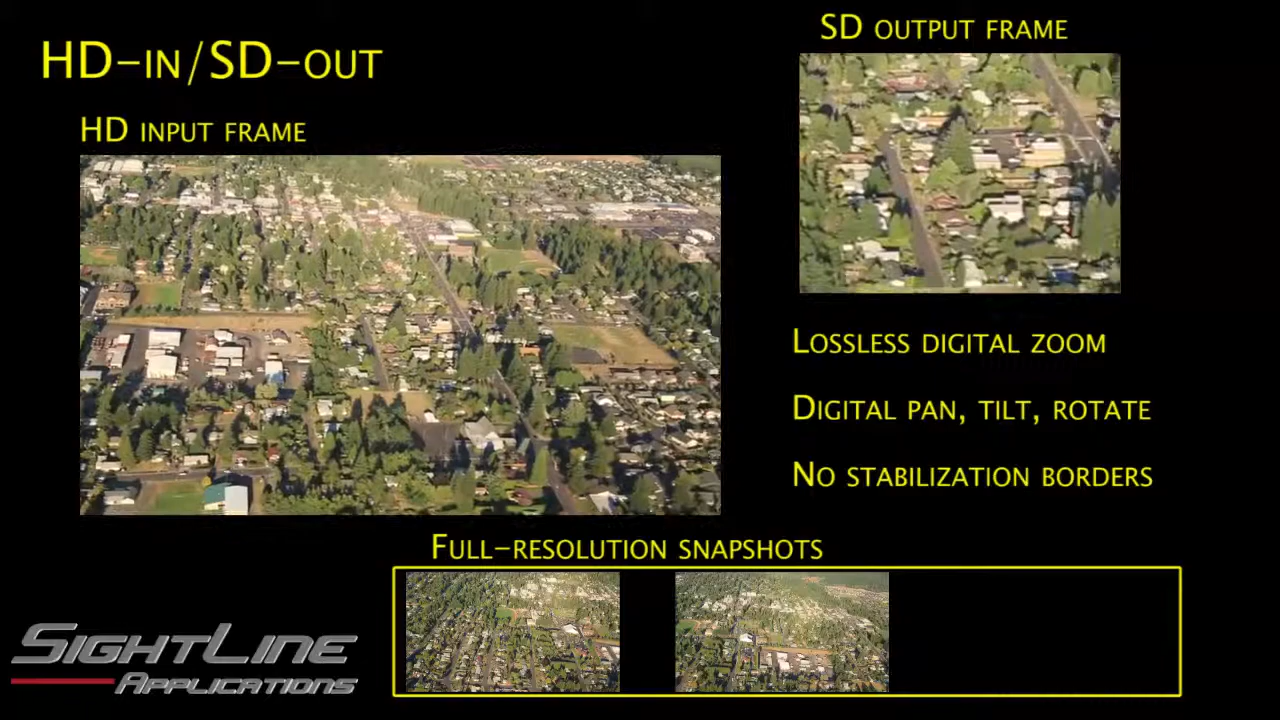 HD-in/SD-out
HD input frame
SD output frame
Lossless digital zoom
Digital pan, tilt, rotate
No stabilization borders
Full-resolution snapshots
SightLine
Applications